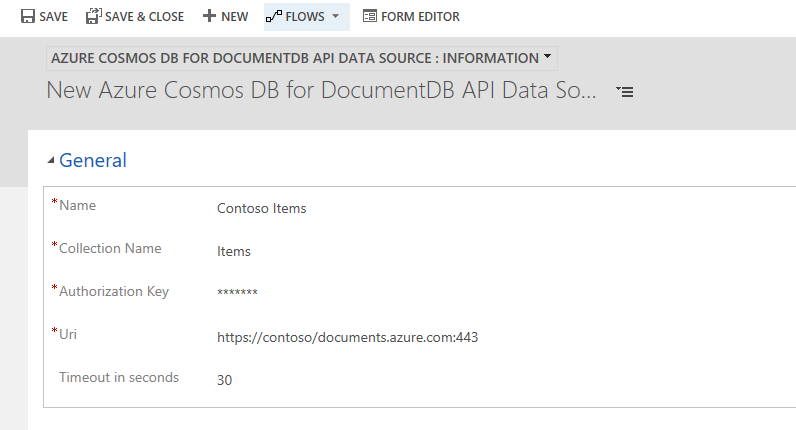 SAVE SAVE & CLOSE + NEW FLOWS FORM EDITOR
AZURE COSMOS DB FOR DOCUMENTDB API DATA SOURCE : INFORMATION
New Azure Cosmos DB for DocumentDB API Data So...
General
*Name Contoso Items
*Collection Name Items
*Authorization Key *******
*Uri https://contoso/documents.azure.com:443
Timeout in seconds 30